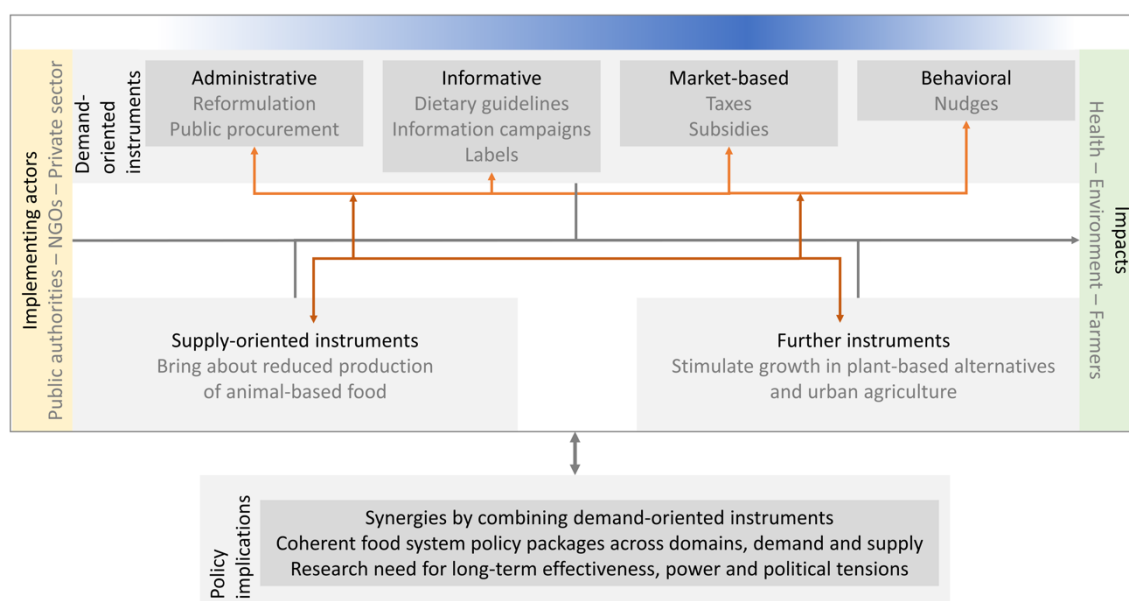 Implementing actors
Public authorities – NGOs – Private sector
Demand-
oriented
instruments
Administrative
Reformulation
Public procurement
Informative
Dietary guidelines
Information campaigns
Labels
Market-based
Taxes
Subsidies
Behavioral
Nudges
Impacts
Health – Environment – Farmers
Supply-oriented instruments
Bring about reduced production
of animal-based food
Further instruments
Stimulate growth in plant-based alternatives
and urban agriculture
Policy
implications
Synergies by combining demand-oriented instruments
Coherent food system policy packages across domains, demand and supply
Research need for long-term effectiveness, power and political tensions